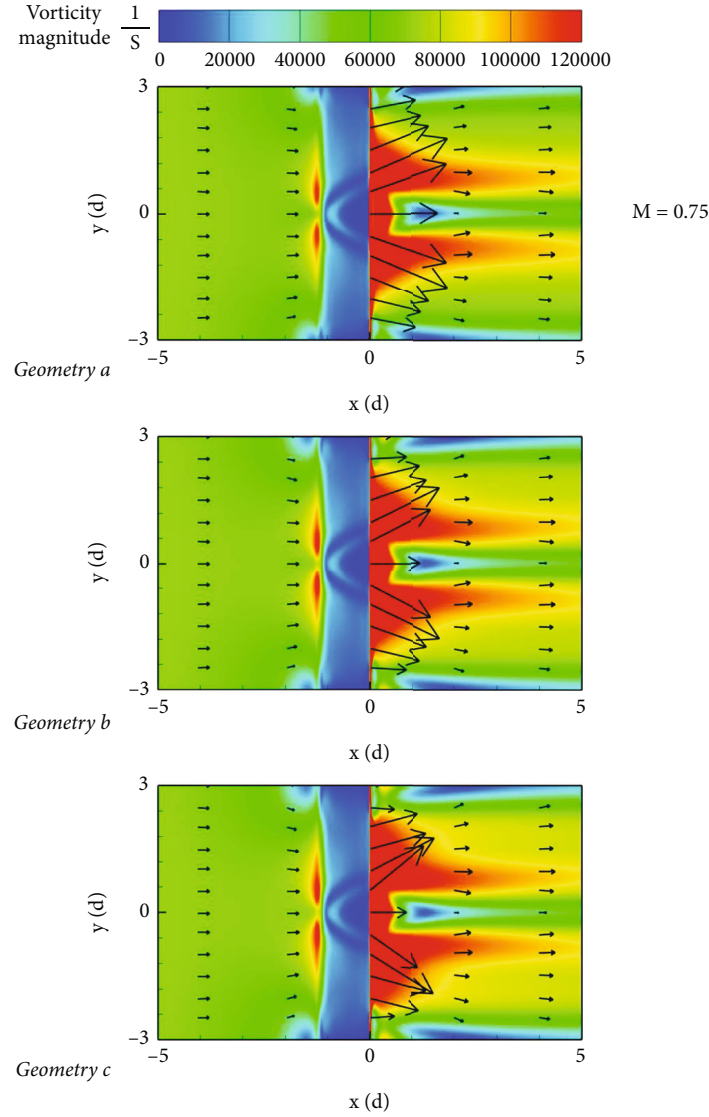 Vorticity magnitude 1/S
0 20000 40000 60000 80000 100000 120000
3
y (d)
0
M = 0.75
−3
−5 0 5
Geometry a
x (d)
3
y (d)
0
−3
−5 0 5
Geometry b
x (d)
3
y (d)
0
−3
−5 0 5
Geometry c
x (d)